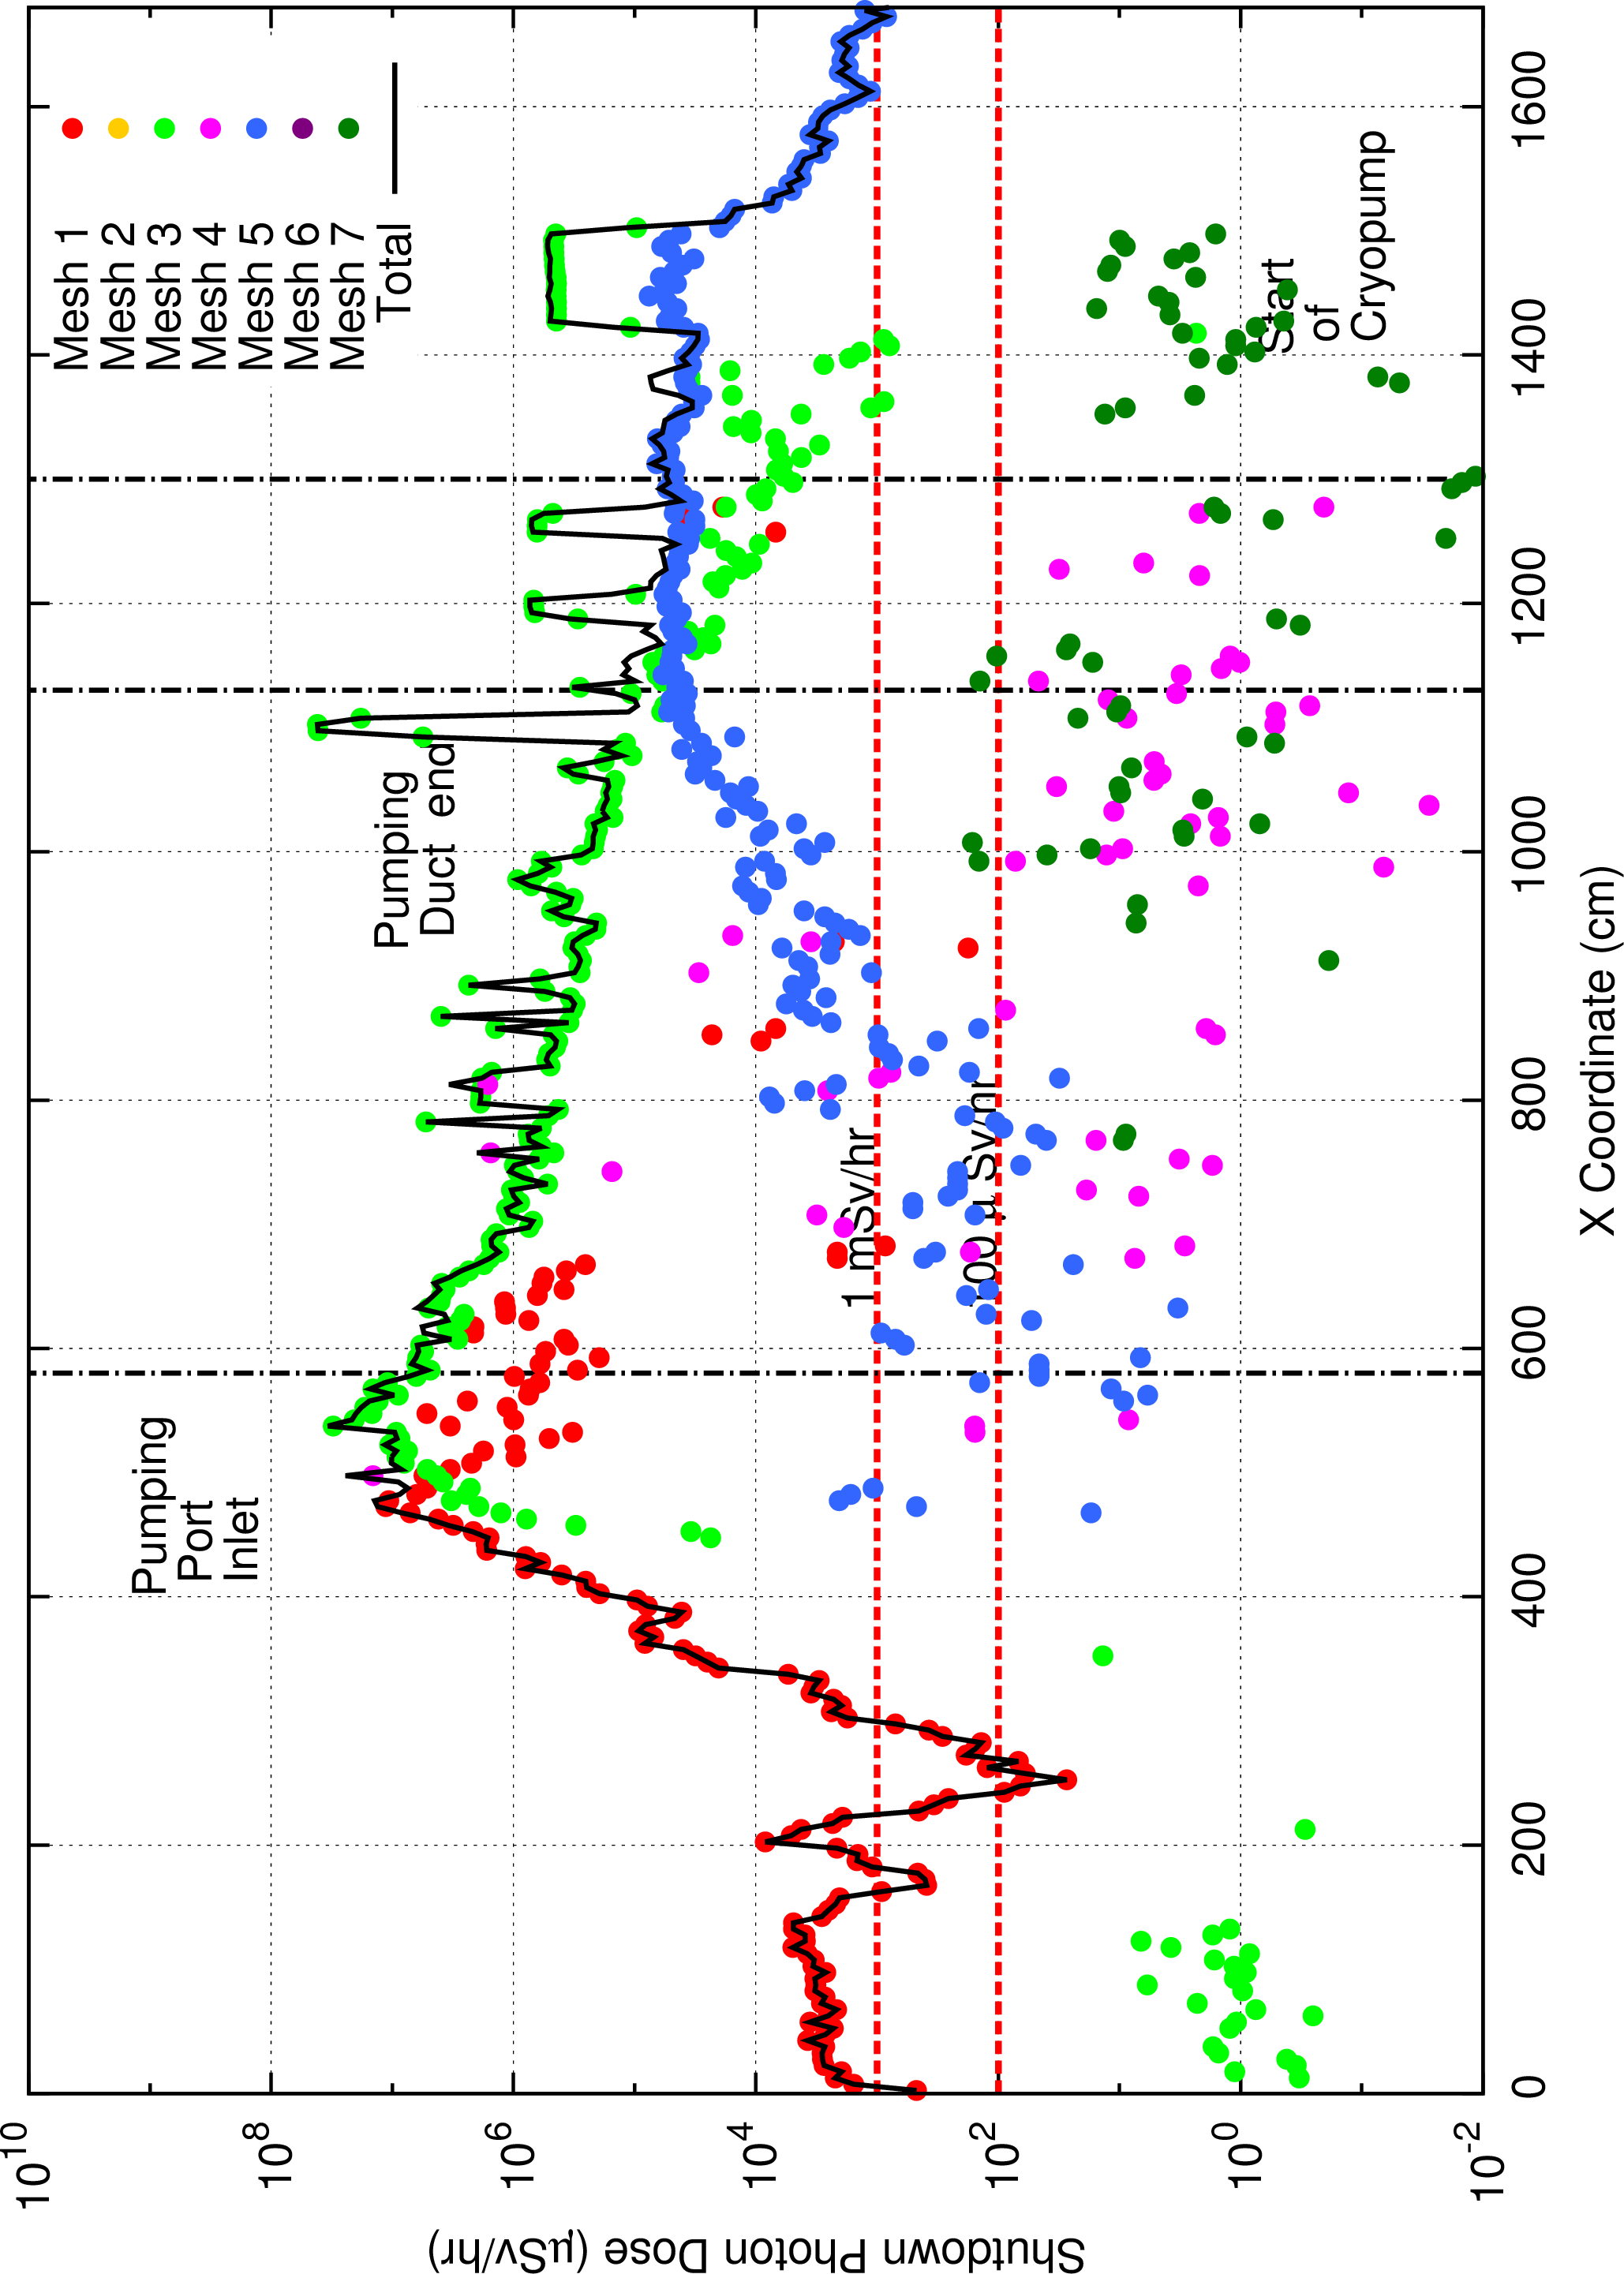 10^10
10^8
10^6
10^4
10^2
10^0
10^-2
Shutdown Photon Dose (μSv/hr)
0
200
400
600
800
1000
1200
1400
1600
X Coordinate (cm)
Mesh 1
Mesh 2
Mesh 3
Mesh 4
Mesh 5
Mesh 6
Mesh 7
Total
Pumping
Port
Inlet
Pumping
Duct end
Start
of
Cryopump
1 mSv/hr
100 μ Sv/hr